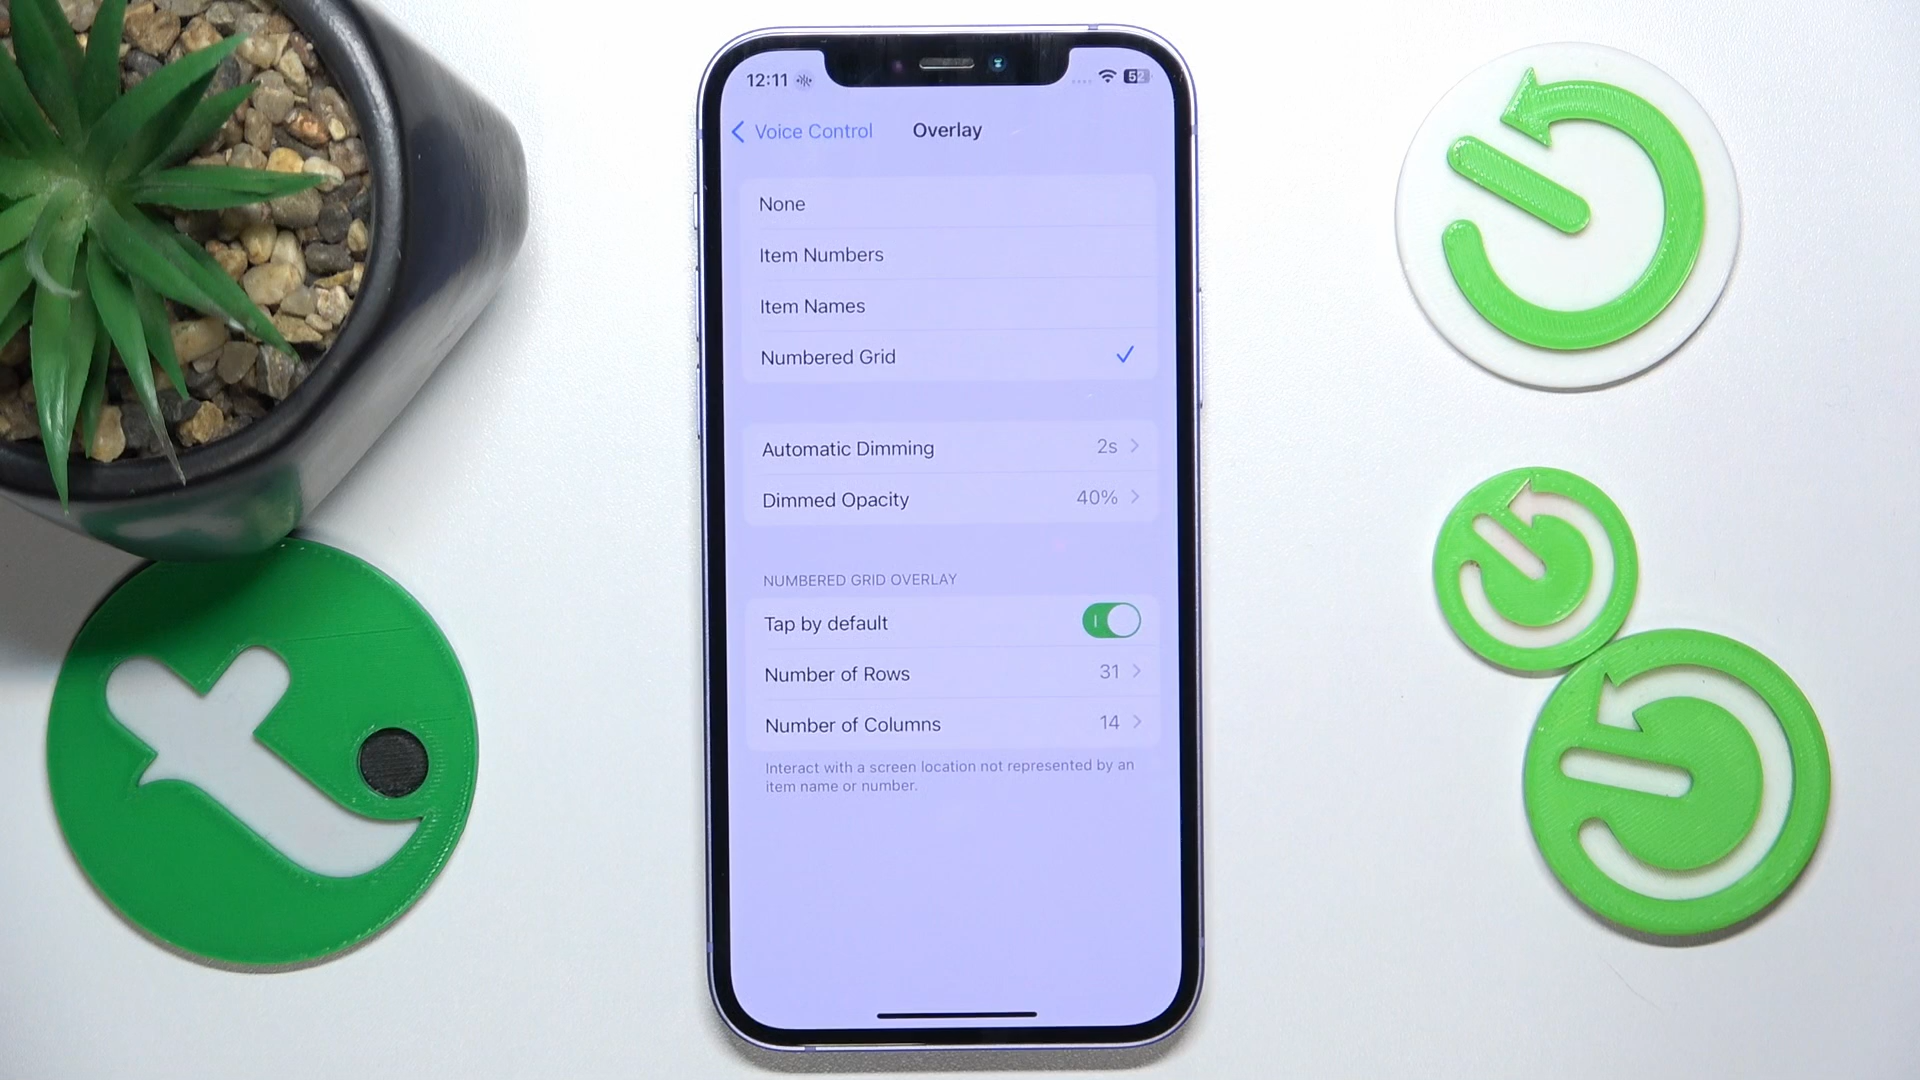 12:11
52
Voice Control
Overlay
None
Item Numbers
Item Names
Numbered Grid
Automatic Dimming 2s
Dimmed Opacity 40%
NUMBERED GRID OVERLAY
Tap by default
Number of Rows 31
Number of Columns 14
Interact with a screen location not represented by an
item name or number.